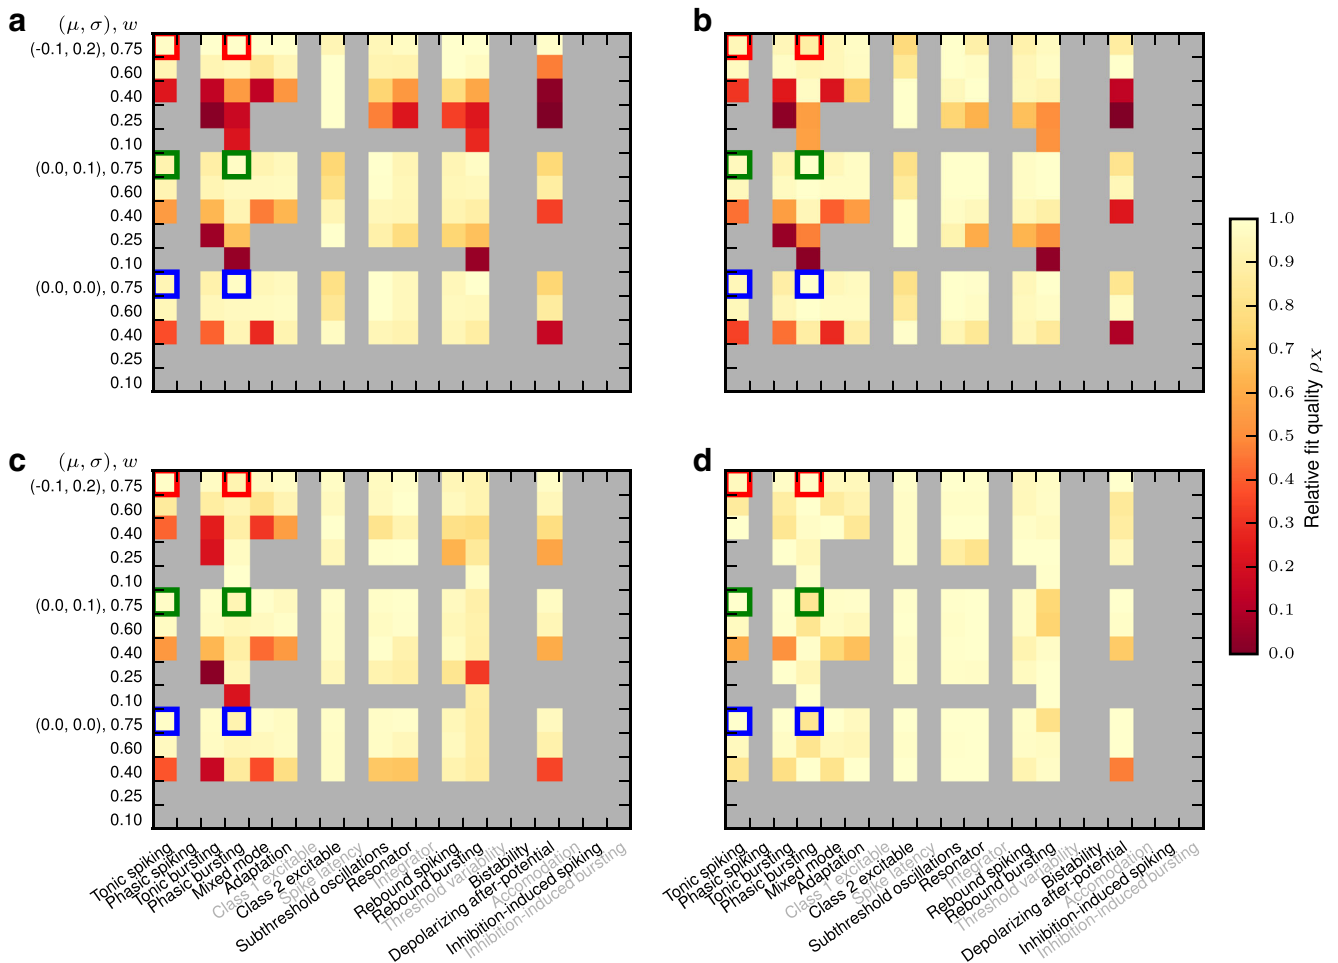 a
(μ, σ), w
(-0.1, 0.2), 0.75
0.60
0.40
0.25
0.10
(0.0, 0.1), 0.75
0.60
0.40
0.25
0.10
(0.0, 0.0), 0.75
0.60
0.40
0.25
0.10
b
c
(μ, σ), w
(-0.1, 0.2), 0.75
0.60
0.40
0.25
0.10
(0.0, 0.1), 0.75
0.60
0.40
0.25
0.10
(0.0, 0.0), 0.75
0.60
0.40
0.25
0.10
Tonic spiking
Phasic spiking
Tonic bursting
Phasic bursting
Mixed mode
Adaptation
Class 1 excitable
Class 2 excitable
Spike latency
Subthreshold oscillations
Resonator
Integrator
Rebound spiking
Rebound bursting
Threshold variability
Bistability
Depolarizing after-potential
Accomodation
Inhibition-induced spiking
Inhibition-induced bursting
d
Tonic spiking
Phasic spiking
Tonic bursting
Phasic bursting
Mixed mode
Adaptation
Class 1 excitable
Class 2 excitable
Spike latency
Subthreshold oscillations
Resonator
Integrator
Rebound spiking
Rebound bursting
Threshold variability
Bistability
Depolarizing after-potential
Accomodation
Inhibition-induced spiking
Inhibition-induced bursting
1.0
0.9
0.8
0.7
0.6
0.5
0.4
0.3
0.2
0.1
0.0
Relative fit quality ρX